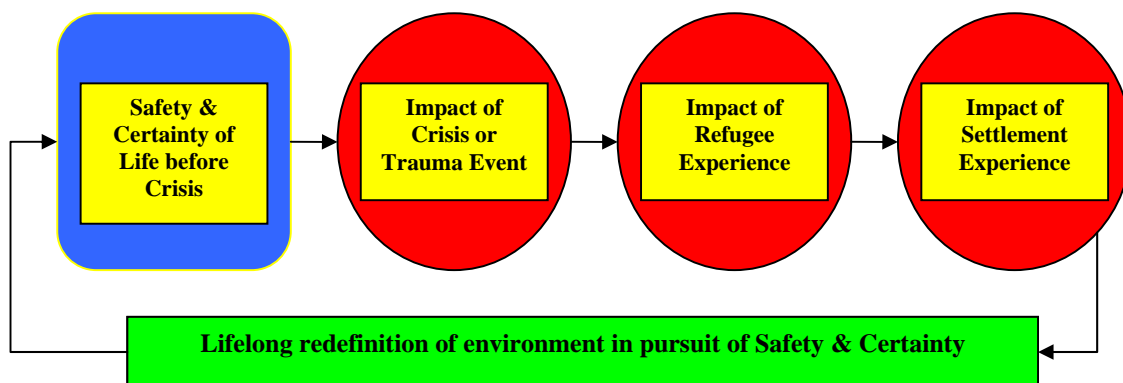 Safety &
Certainty of
Life before
Crisis
Impact of
Crisis or
Trauma Event
Impact of
Refugee
Experience
Impact of
Settlement
Experience
Lifelong redefinition of environment in pursuit of Safety & Certainty